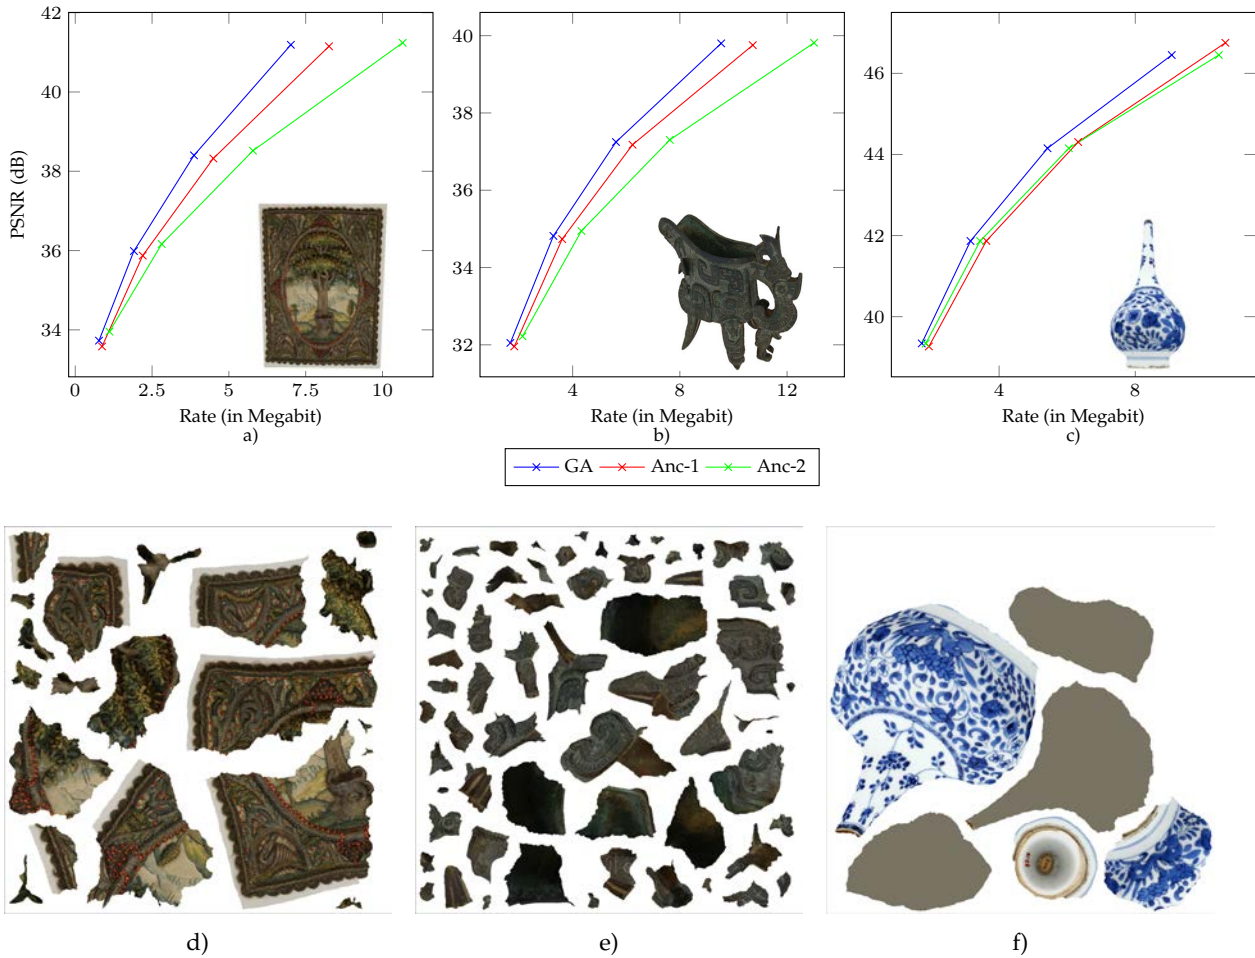 42
40
38
36
34
PSNR (dB)
0
2.5
5
7.5
10
Rate (in Megabit)
a)
40
38
36
34
32
4
8
12
Rate (in Megabit)
b)
46
44
42
40
4
8
Rate (in Megabit)
c)
GA Anc-1 Anc-2
d)
e)
f)